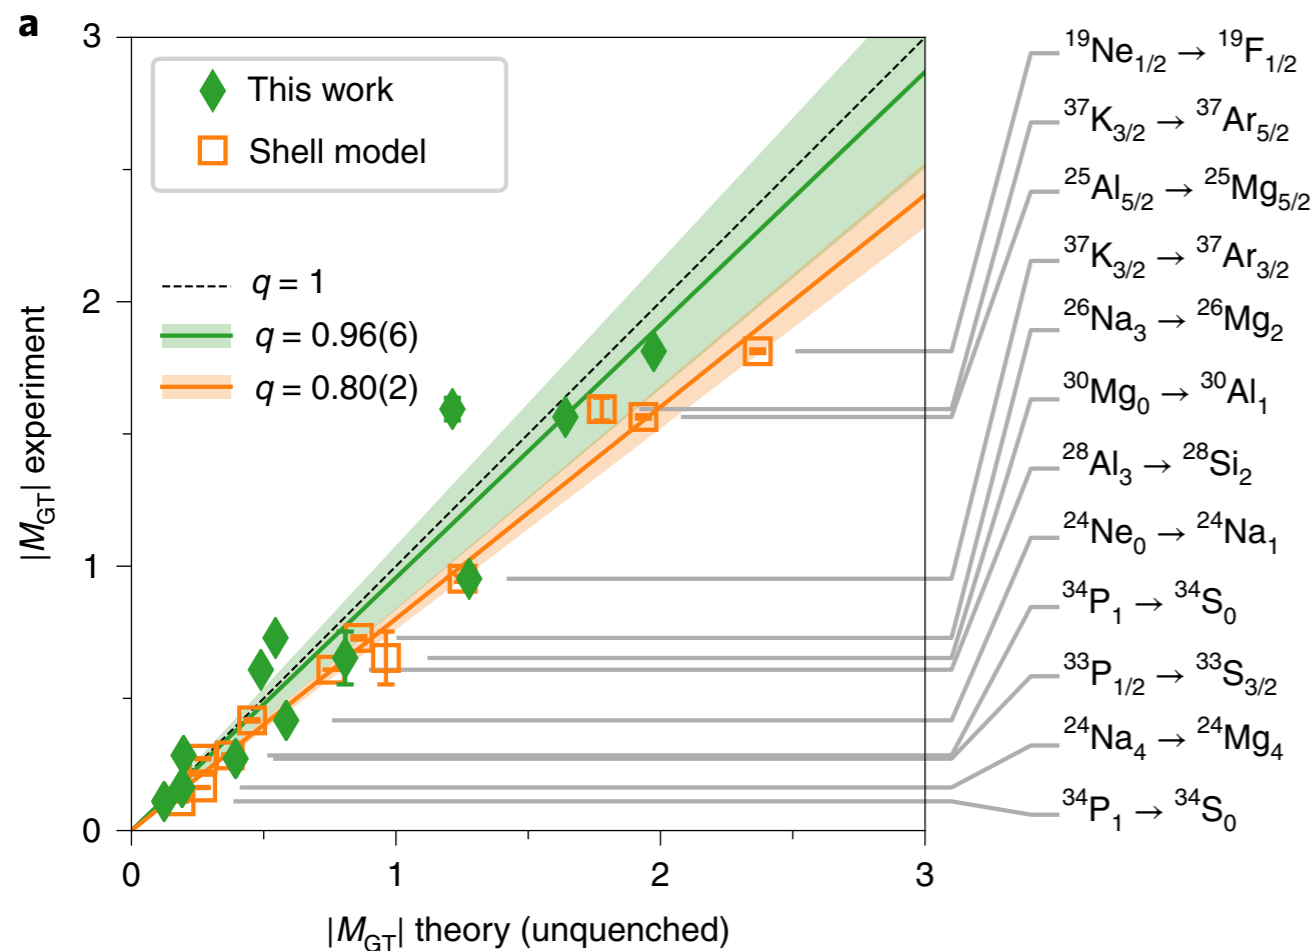 a
3
2
1
0
|M_GT| experiment
This work
Shell model
q = 1
q = 0.96(6)
q = 0.80(2)
0
1
2
3
|M_GT| theory (unquenched)
¹⁹Ne₁/₂ → ¹⁹F₁/₂
³⁷K₃/₂ → ³⁷Ar₅/₂
²⁵Al₅/₂ → ²⁵Mg₅/₂
³⁷K₃/₂ → ³⁷Ar₃/₂
²⁶Na₃ → ²⁶Mg₂
³⁰Mg₀ → ³⁰Al₁
²⁸Al₃ → ²⁸Si₂
²⁴Ne₀ → ²⁴Na₁
³⁴P₁ → ³⁴S₀
³³P₁/₂ → ³³S₃/₂
²⁴Na₄ → ²⁴Mg₄
³⁴P₁ → ³⁴S₀